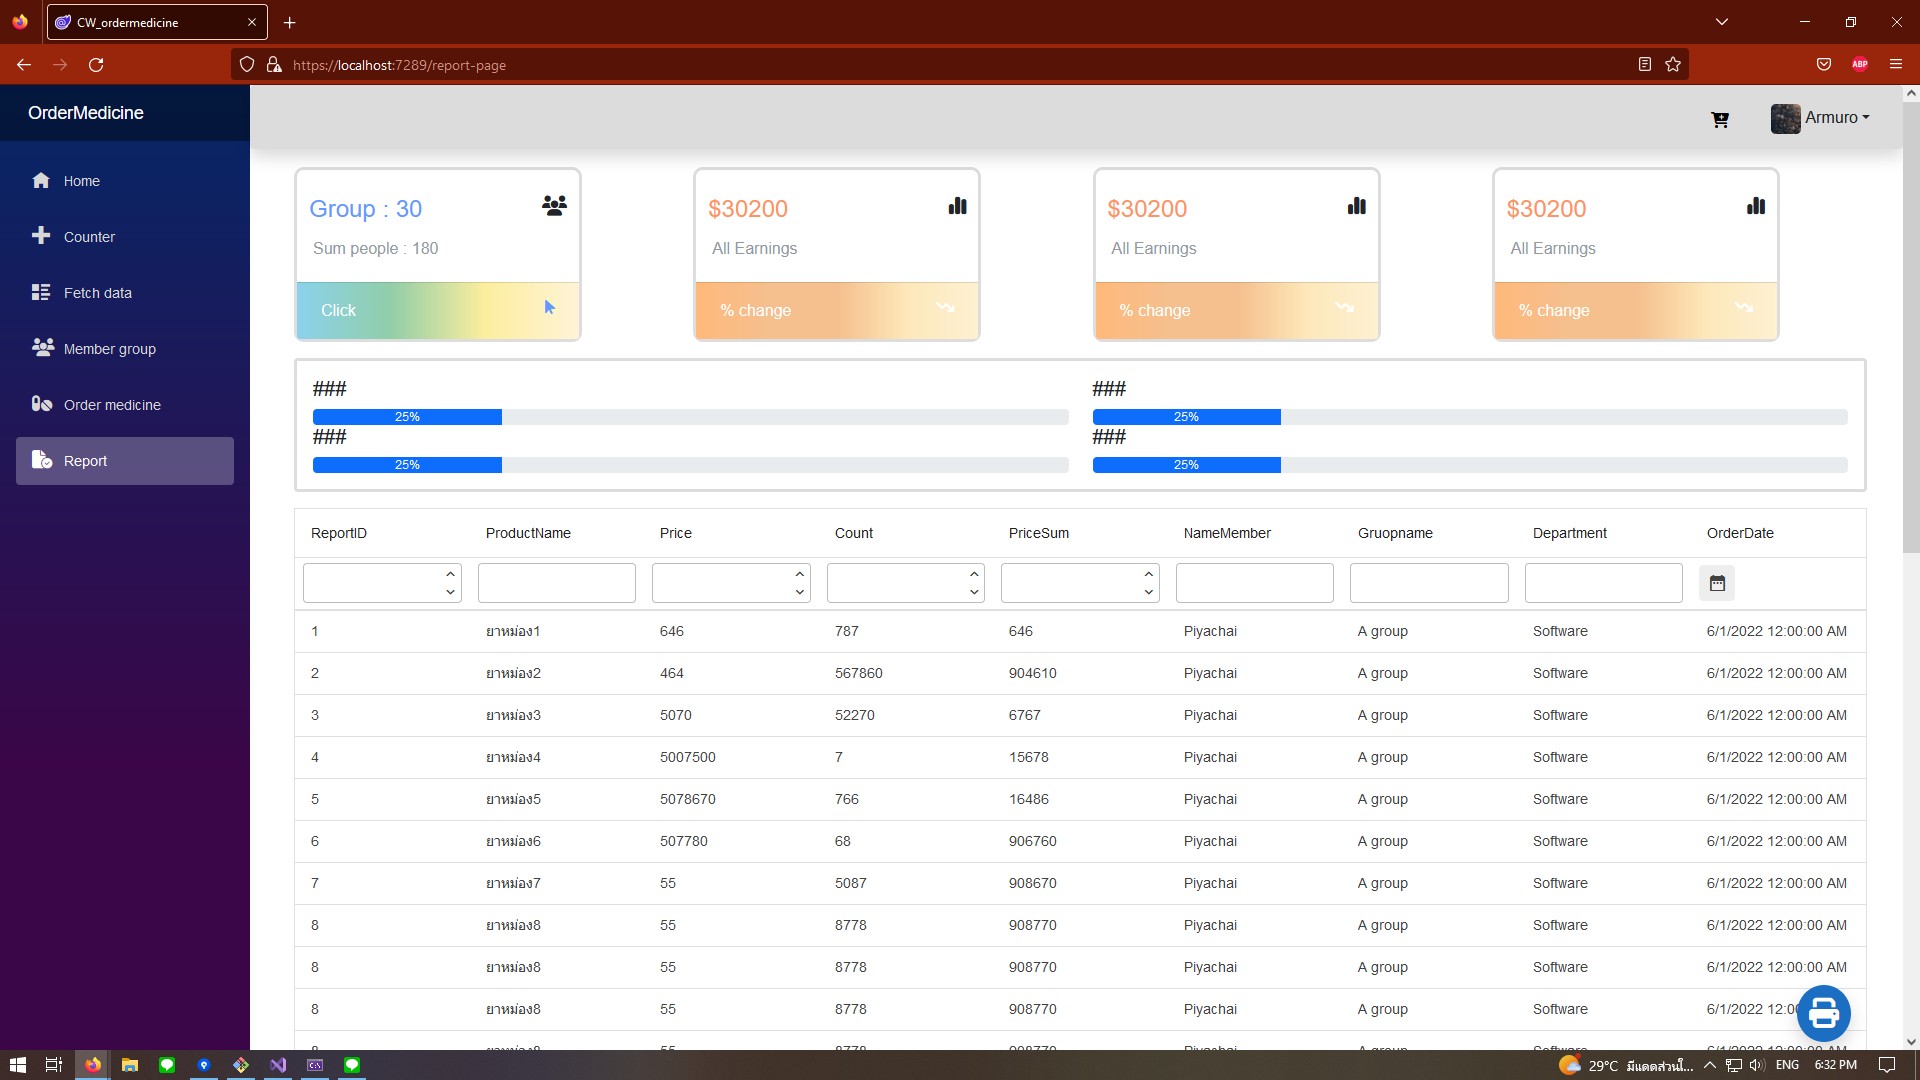 CW_ordermedicine
https://localhost:7289/report-page
ABP
OrderMedicine
Armuro
Home
Counter
Fetch data
Member group
Order medicine
Report
Group : 30
Sum people : 180
Click
$30200
All Earnings
% change
$30200
All Earnings
% change
$30200
All Earnings
% change
###
25%
###
25%
###
25%
###
25%
ReportID ProductName Price Count PriceSum NameMember Gruopname Department OrderDate
1 ยาหม่อง1 646 787 646 Piyachai A group Software 6/1/2022 12:00:00 AM
2 ยาหม่อง2 464 567860 904610 Piyachai A group Software 6/1/2022 12:00:00 AM
3 ยาหม่อง3 5070 52270 6767 Piyachai A group Software 6/1/2022 12:00:00 AM
4 ยาหม่อง4 5007500 7 15678 Piyachai A group Software 6/1/2022 12:00:00 AM
5 ยาหม่อง5 5078670 766 16486 Piyachai A group Software 6/1/2022 12:00:00 AM
6 ยาหม่อง6 507780 68 906760 Piyachai A group Software 6/1/2022 12:00:00 AM
7 ยาหม่อง7 55 5087 908670 Piyachai A group Software 6/1/2022 12:00:00 AM
8 ยาหม่อง8 55 8778 908770 Piyachai A group Software 6/1/2022 12:00:00 AM
8 ยาหม่อง8 55 8778 908770 Piyachai A group Software 6/1/2022 12:00:00 AM
8 ยาหม่อง8 55 8778 908770 Piyachai A group Software 6/1/2022 12:0
29°C มีแดดส่วนใ... ENG 6:32 PM